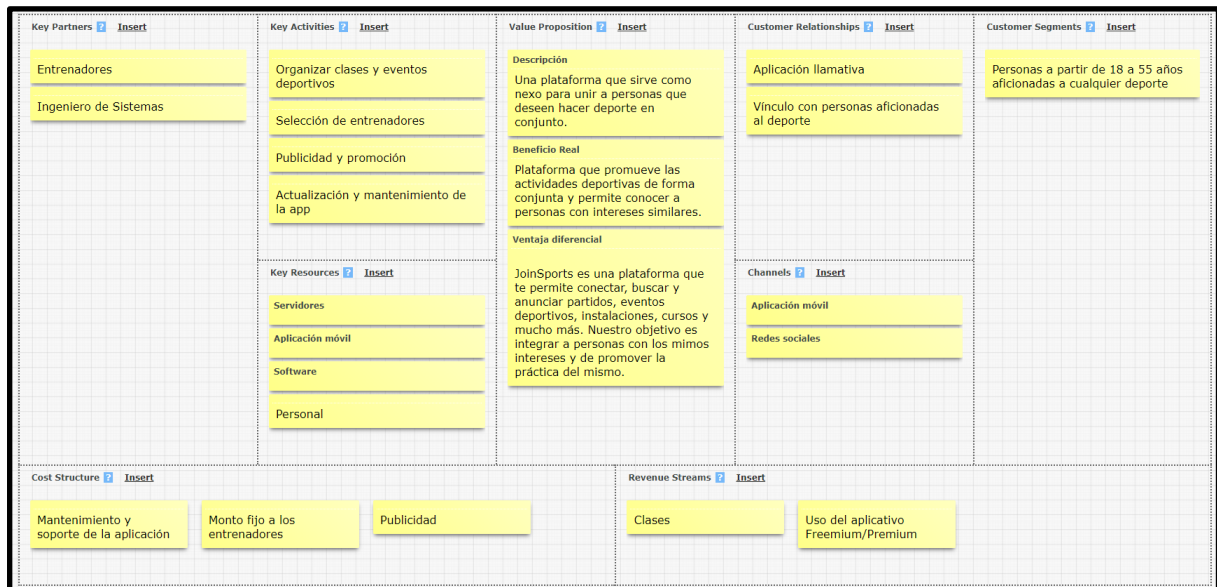 Key Partners ? Insert
Entrenadores
Ingeniero de Sistemas
Key Activities ? Insert
Organizar clases y eventos
deportivos
Selección de entrenadores
Publicidad y promoción
Actualización y mantenimiento de
la app
Key Resources ? Insert
Servidores
Aplicación móvil
Software
Personal
Value Proposition ? Insert
Descripción
Una plataforma que sirve como
nexo para unir a personas que
deseen hacer deporte en
conjunto.
Beneficio Real
Plataforma que promueve las
actividades deportivas de forma
conjunta y permite conocer a
personas con intereses similares.
Ventaja diferencial
JoinSports es una plataforma que
te permite conectar, buscar y
anunciar partidos, eventos
deportivos, instalaciones, cursos y
mucho más. Nuestro objetivo es
integrar a personas con los mimos
intereses y de promover la
práctica del mismo.
Customer Relationships ? Insert
Aplicación llamativa
Vínculo con personas aficionadas
al deporte
Channels ? Insert
Aplicación móvil
Redes sociales
Customer Segments ? Insert
Personas a partir de 18 a 55 años
aficionadas a cualquier deporte
Cost Structure ? Insert
Mantenimiento y
soporte de la aplicación
Monto fijo a los
entrenadores
Publicidad
Revenue Streams ? Insert
Clases
Uso del aplicativo
Freemium/Premium